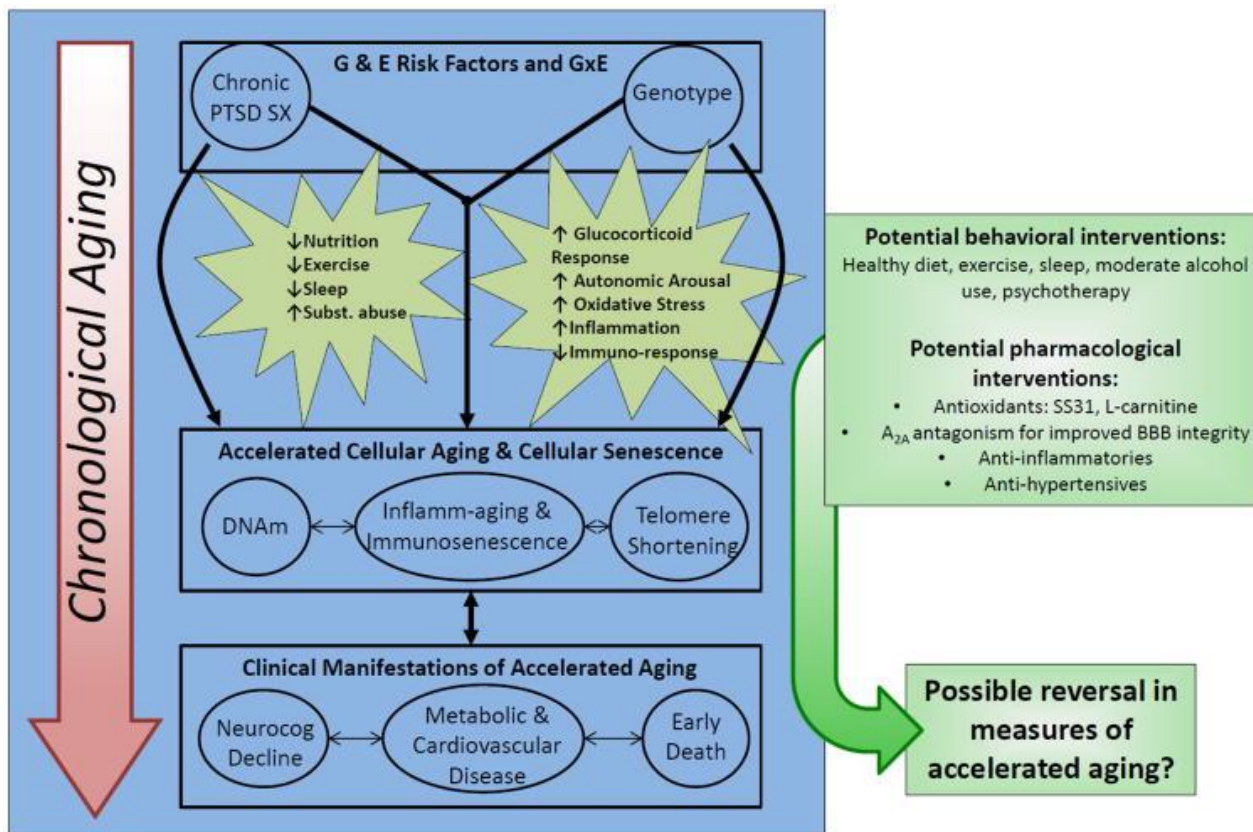 Chronological Aging
G & E Risk Factors and GxE
Chronic
PTSD SX
Genotype
↓Nutrition
↓Exercise
↓Sleep
↑Subst. abuse
↑ Glucocorticoid
Response
↑ Autonomic Arousal
↑ Oxidative Stress
↑Inflammation
↓Immuno-response
Accelerated Cellular Aging & Cellular Senescence
DNAm
Inflamm-aging &
Immunosenescence
Telomere
Shortening
Clinical Manifestations of Accelerated Aging
Neurocog
Decline
Metabolic &
Cardiovascular
Disease
Early
Death
Potential behavioral interventions:
Healthy diet, exercise, sleep, moderate alcohol
use, psychotherapy
Potential pharmacological
interventions:
• Antioxidants: SS31, L-carnitine
• A2A antagonism for improved BBB integrity
• Anti-inflammatories
• Anti-hypertensives
Possible reversal in
measures of
accelerated aging?